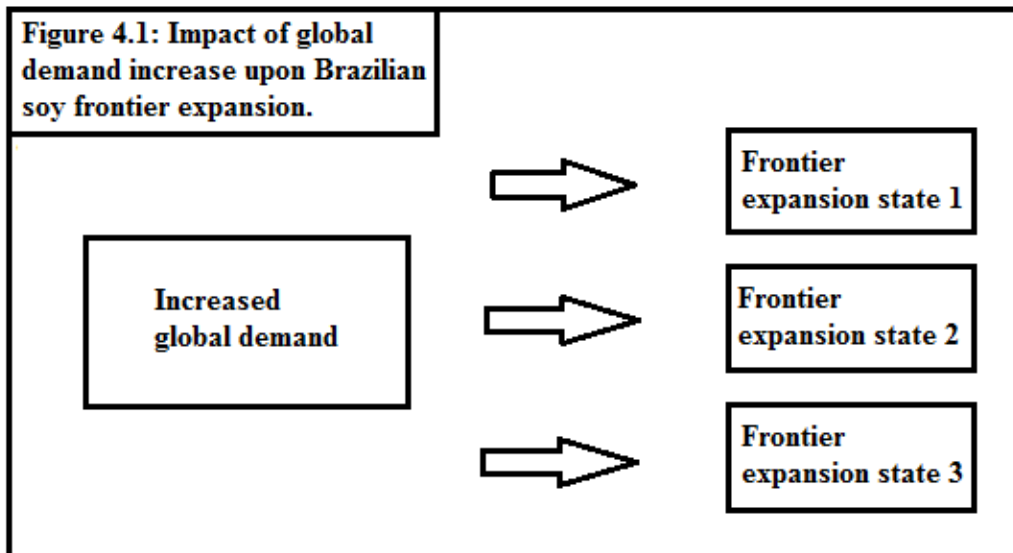 Figure 4.1: Impact of global
demand increase upon Brazilian
soy frontier expansion.
Increased
global demand
Frontier
expansion state 1
Frontier
expansion state 2
Frontier
expansion state 3